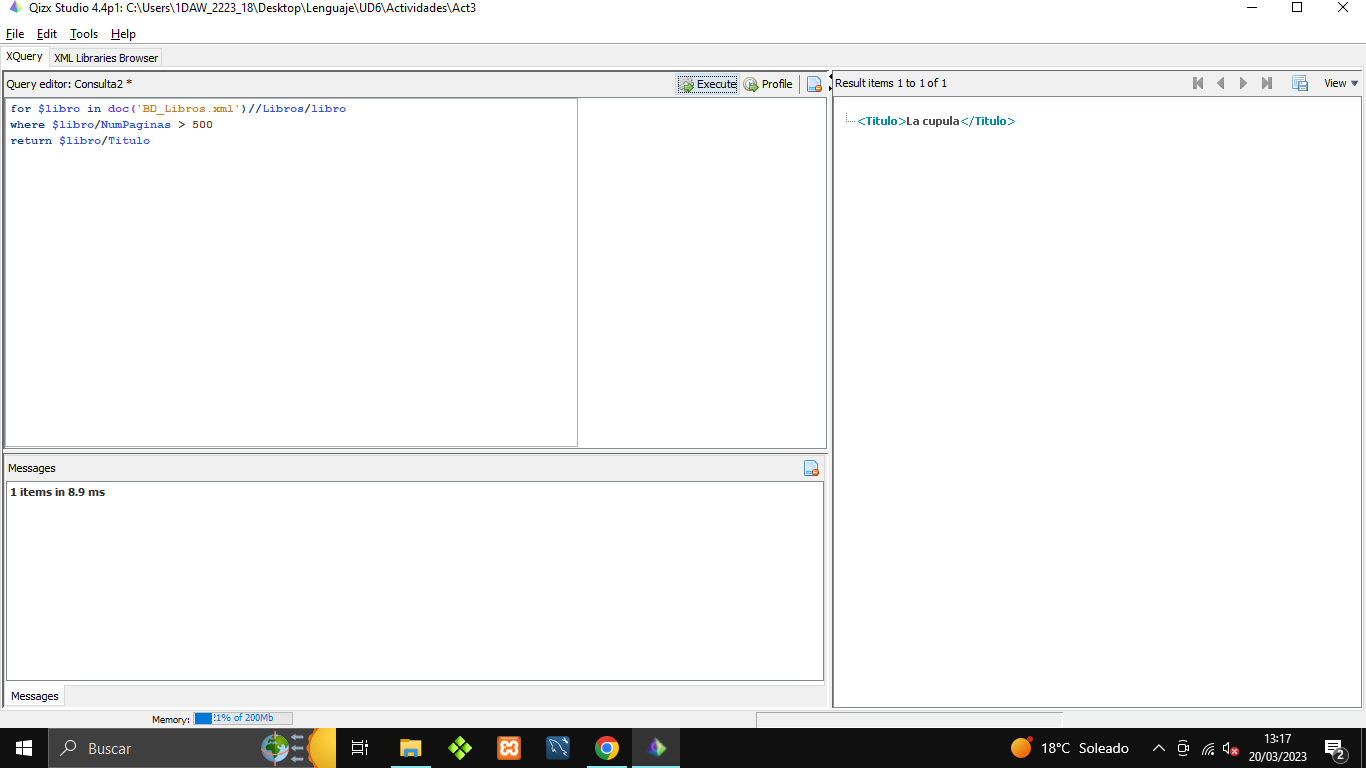 Qizx Studio 4.4p1: C:\Users\1DAW_2223_18\Desktop\Lenguaje\UD6\Actividades\Act3
File Edit Tools Help
XQuery XML Libraries Browser
Query editor: Consulta2 * Execute Profile
for $libro in doc('BD_Libros.xml')//Libros/libro
where $libro/NumPaginas > 500
return $libro/Titulo
Result items 1 to 1 of 1 View
<Titulo>La cupula</Titulo>
Messages
1 items in 8.9 ms
Messages
Memory: 21% of 200Mb
Buscar
18°C Soleado
13:17
20/03/2023
2